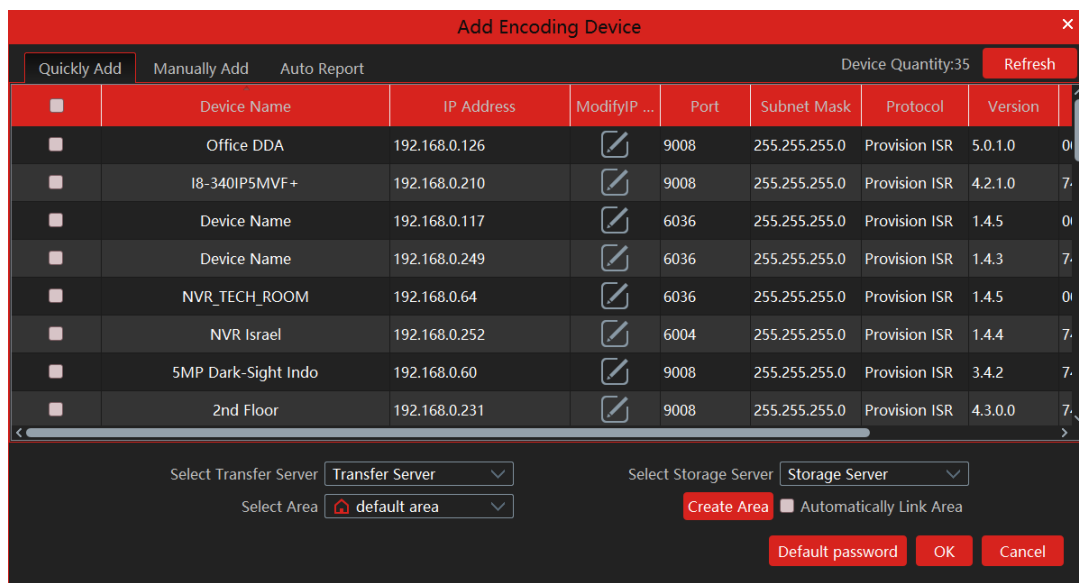 Add Encoding Device
Quickly Add Manually Add Auto Report Device Quantity:35 Refresh
Device Name IP Address ModifyIP ... Port Subnet Mask Protocol Version
Office DDA 192.168.0.126 9008 255.255.255.0 Provision ISR 5.0.1.0
I8-340IP5MVF+ 192.168.0.210 9008 255.255.255.0 Provision ISR 4.2.1.0
Device Name 192.168.0.117 6036 255.255.255.0 Provision ISR 1.4.5
Device Name 192.168.0.249 6036 255.255.255.0 Provision ISR 1.4.3
NVR_TECH_ROOM 192.168.0.64 6036 255.255.255.0 Provision ISR 1.4.5
NVR Israel 192.168.0.252 6004 255.255.255.0 Provision ISR 1.4.4
5MP Dark-Sight Indo 192.168.0.60 9008 255.255.255.0 Provision ISR 3.4.2
2nd Floor 192.168.0.231 9008 255.255.255.0 Provision ISR 4.3.0.0
Select Transfer Server Transfer Server Select Storage Server Storage Server
Select Area default area Create Area Automatically Link Area
Default password OK Cancel